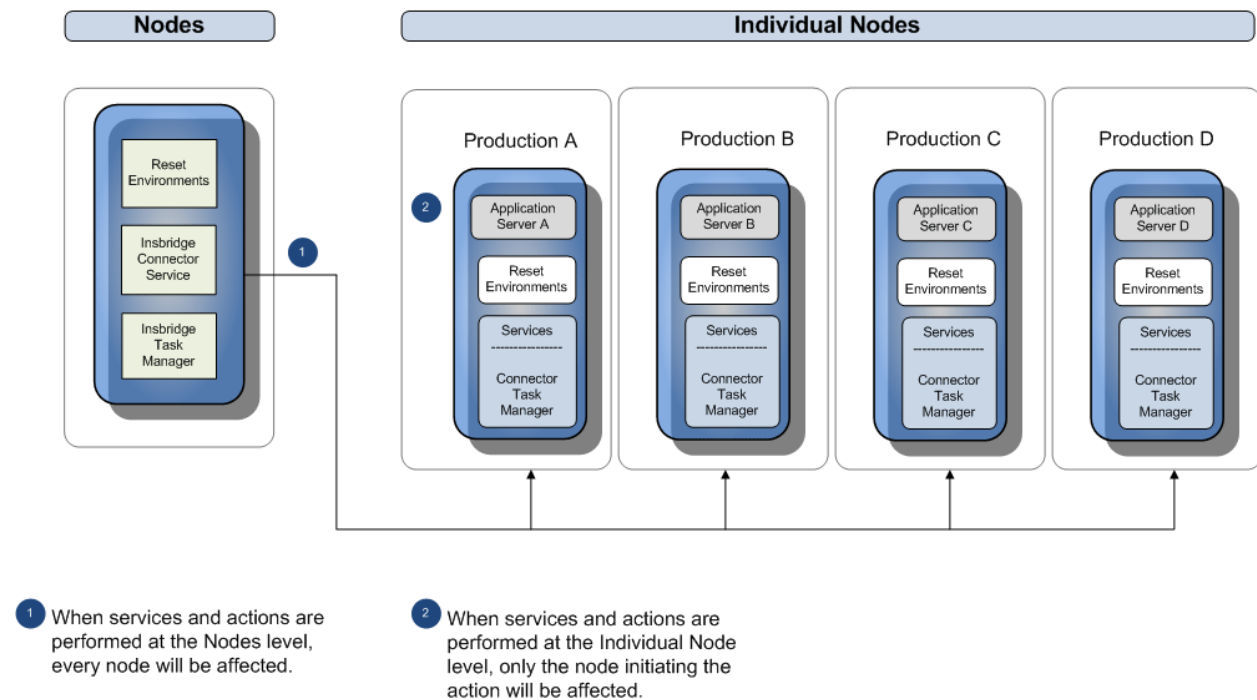 Nodes
Individual Nodes
Reset
Environments
Insbridge
Connector
Service
Insbridge
Task
Manager
1
2
Production A
Application
Server A
Reset
Environments
Services
--------------------
Connector
Task
Manager
Production B
Application
Server B
Reset
Environments
Services
--------------------
Connector
Task
Manager
Production C
Application
Server C
Reset
Environments
Services
--------------------
Connector
Task
Manager
Production D
Application
Server D
Reset
Environments
Services
--------------------
Connector
Task
Manager
1
When services and actions are
performed at the Nodes level,
every node will be affected.
2
When services and actions are
performed at the Individual Node
level, only the node initiating the
action will be affected.